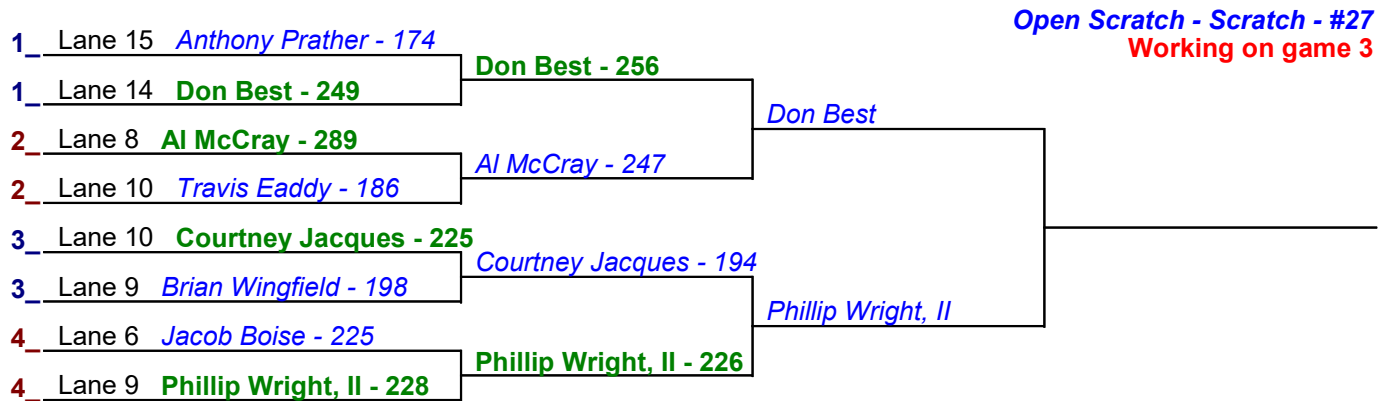 Open Scratch - Scratch - #27
Working on game 3
1_ Lane 15 Anthony Prather - 174
Don Best - 256
1_ Lane 14 Don Best - 249
Don Best
2_ Lane 8 Al McCray - 289
Al McCray - 247
2_ Lane 10 Travis Eaddy - 186
3_ Lane 10 Courtney Jacques - 225
Courtney Jacques - 194
3_ Lane 9 Brian Wingfield - 198
Phillip Wright, II
4_ Lane 6 Jacob Boise - 225
Phillip Wright, II - 226
4_ Lane 9 Phillip Wright, II - 228